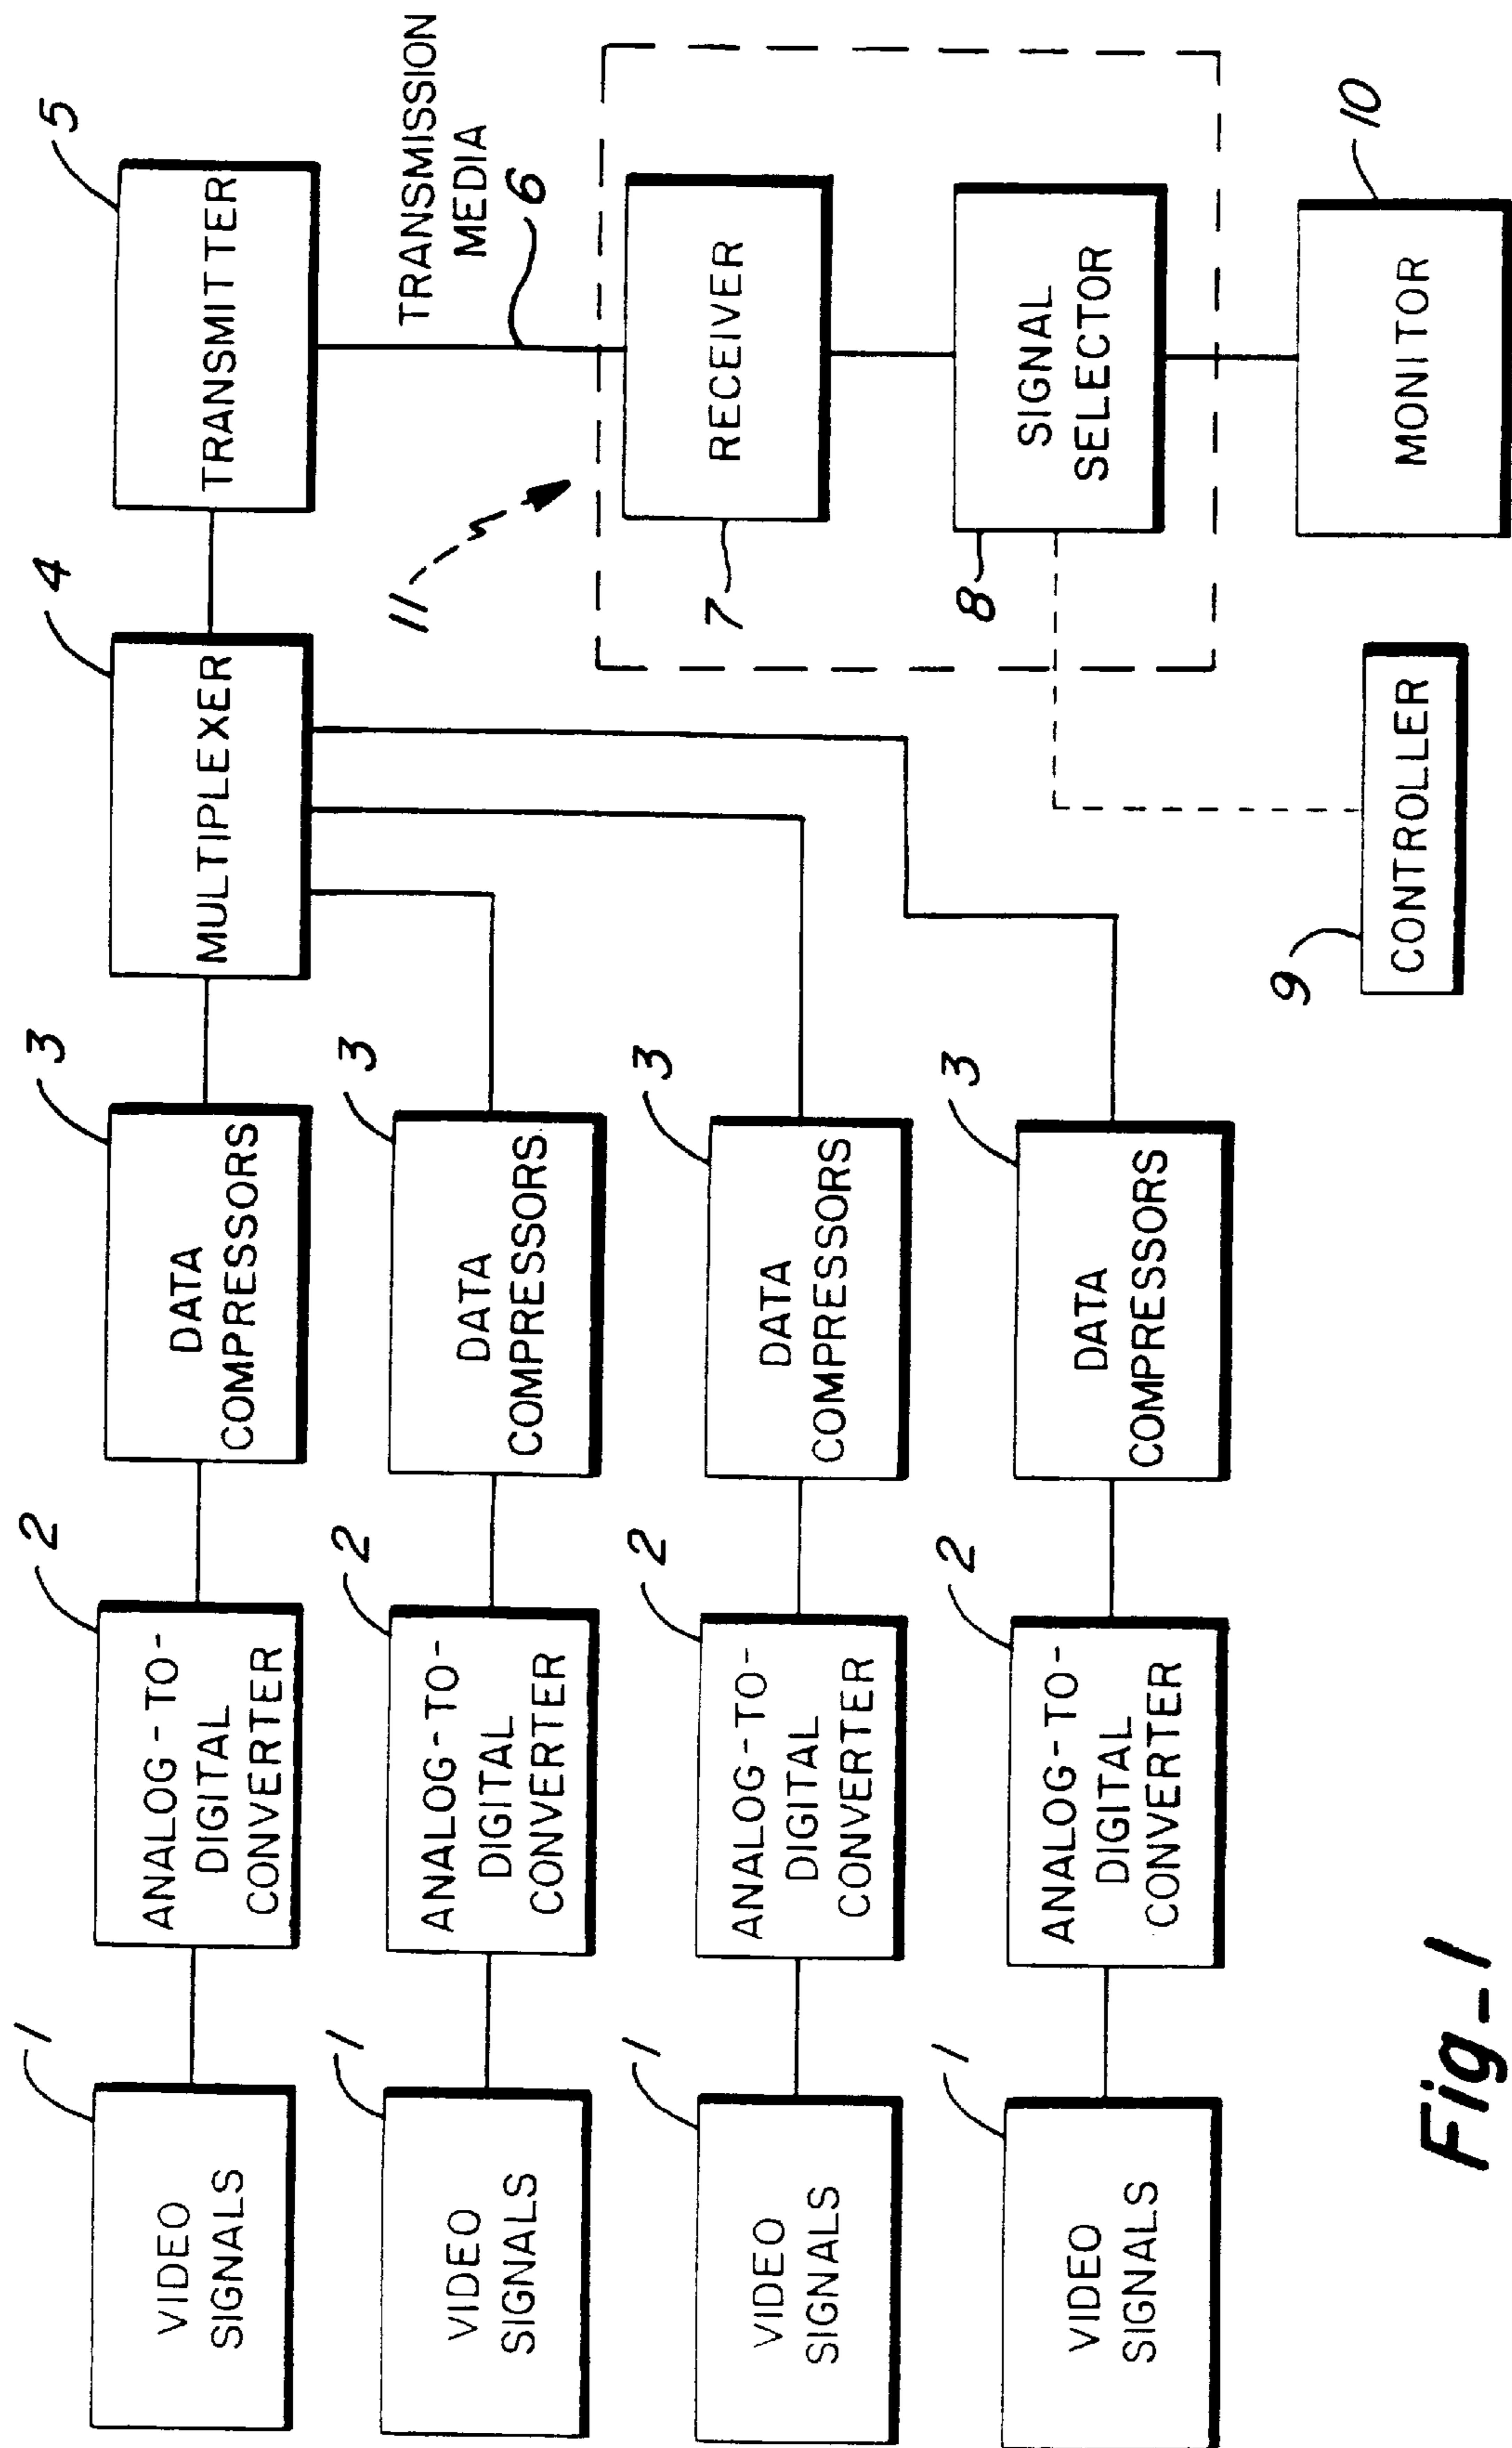 1
VIDEO
SIGNALS
2
ANALOG-TO-
DIGITAL
CONVERTER
3
DATA
COMPRESSORS
4
MULTIPLEXER
5
TRANSMITTER
1
VIDEO
SIGNALS
2
ANALOG-TO-
DIGITAL
CONVERTER
3
DATA
COMPRESSORS
TRANSMISSION
MEDIA
6
11
1
VIDEO
SIGNALS
2
ANALOG-TO-
DIGITAL
CONVERTER
3
DATA
COMPRESSORS
7
RECEIVER
1
VIDEO
SIGNALS
2
ANALOG-TO-
DIGITAL
CONVERTER
3
DATA
COMPRESSORS
8
SIGNAL
SELECTOR
9
CONTROLLER
10
MONITOR
Fig-1